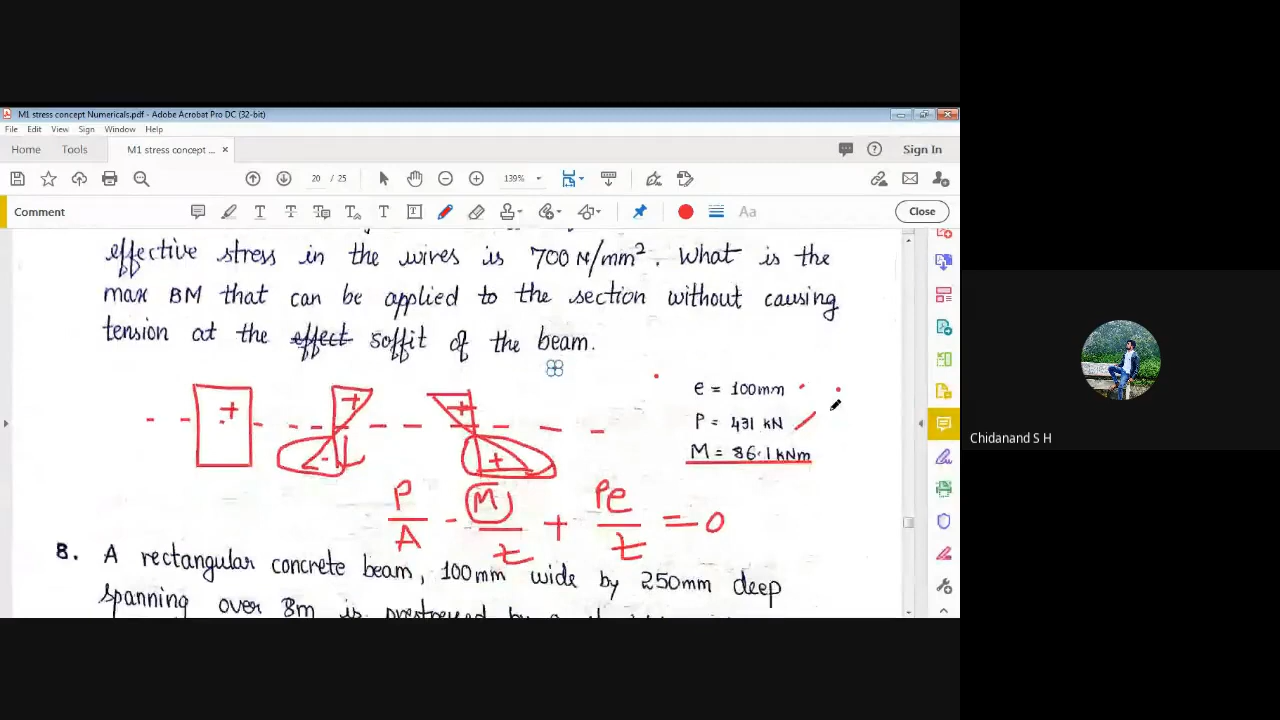 M1 stress concept Numericals.pdf - Adobe Acrobat Pro DC (32-bit)
File Edit View Sign Window Help
Home Tools M1 stress concept ... x Sign In
20 / 25 139%
Comment Close
effective stress in the wires is 700 N/mm². What is the
max BM that can be applied to the section without causing
tension at the effect soffit of the beam.
e = 100mm
P = 431 kN
M = 86.1 kNm
+ + - + +
P/A - M/t + Pe/t = 0
8. A rectangular concrete beam, 100mm wide by 250mm deep
spanning over 8m is prestressed by a
Chidanand S H